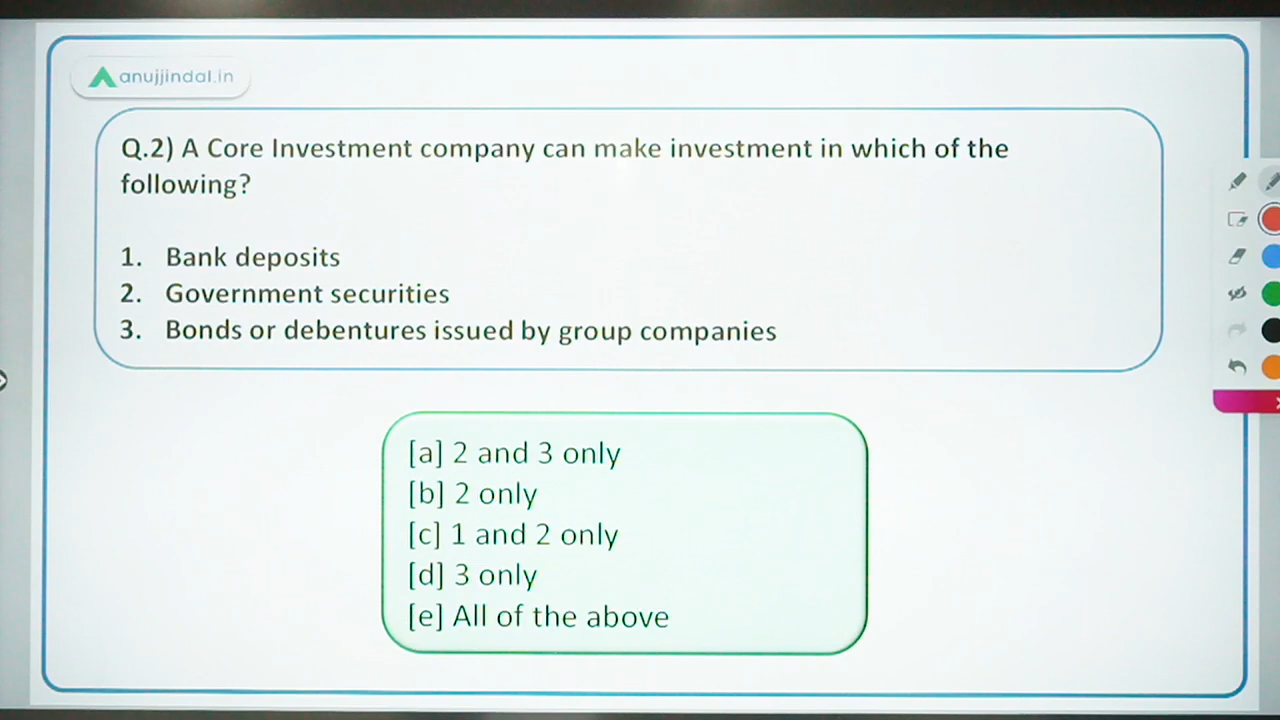 anujjindal.in
Q.2) A Core Investment company can make investment in which of the
following?
1. Bank deposits
2. Government securities
3. Bonds or debentures issued by group companies
[a] 2 and 3 only
[b] 2 only
[c] 1 and 2 only
[d] 3 only
[e] All of the above